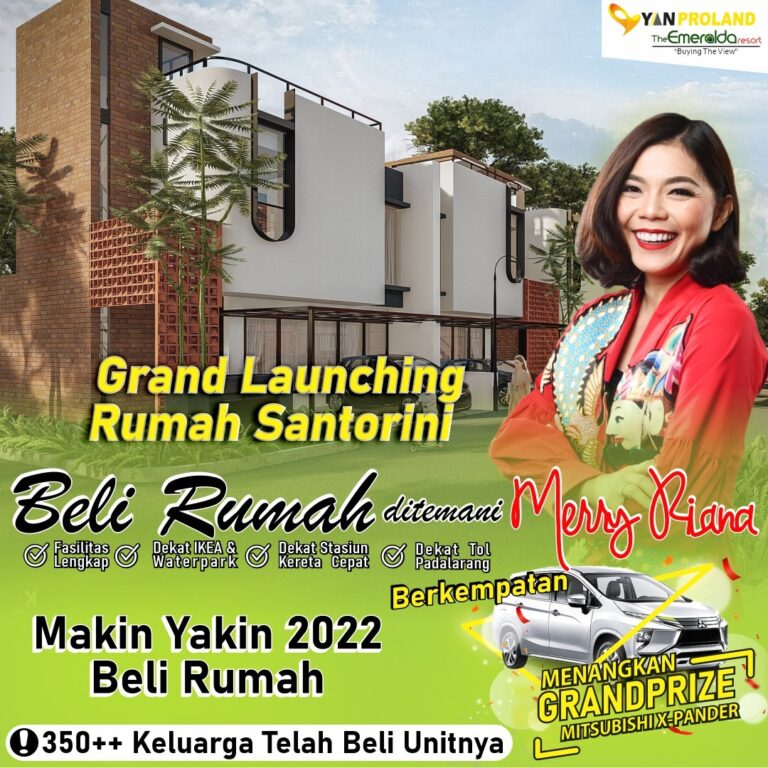 YAN PROLAND
The Emeralda resort
"Buying The View"
Grand Launching
Rumah Santorini
Beli Rumah ditemani Merry Riana
Fasilitas Lengkap
Dekat IKEA & Waterpark
Dekat Stasiun Kereta Cepat
Dekat Tol Padalarang
Berkempatan
Makin Yakin 2022
Beli Rumah
MENANGKAN
GRANDPRIZE
MITSUBISHI X-PANDER
350++ Keluarga Telah Beli Unitnya